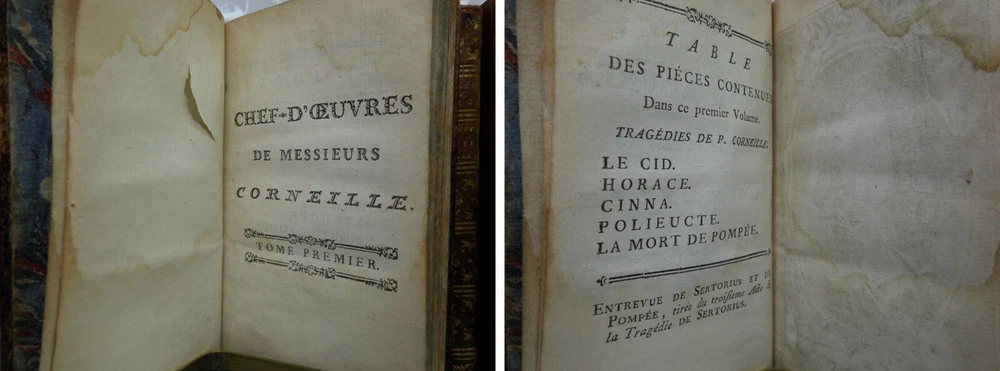 CHEF-D'ŒUVRES
DE MESSIEURS
CORNEILLE.
TOME PREMIER.
TABLE
DES PIÉCES CONTENUES
Dans ce premier Volume.
TRAGÉDIES DE P. CORNEILLE.
LE CID.
HORACE.
CINNA.
POLIEUCTE.
LA MORT DE POMPÉE.
ENTREVUE DE SERTORIUS ET DE
POMPÉE, tirée du troisieme Acte de
la Tragédie DE SERTORIUS.